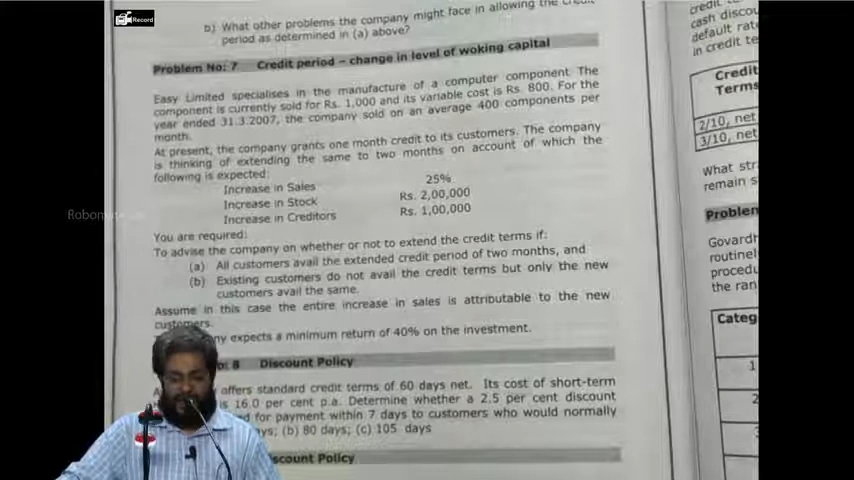 Record
b) What other problems the company might face in allowing the credit
period as determined in (a) above?
Problem No: 7 Credit period – change in level of woking capital
Easy Limited specialises in the manufacture of a computer component. The
component is currently sold for Rs. 1,000 and its variable cost is Rs. 800. For the
year ended 31.3.2007, the company sold on an average 400 components per
month.
At present, the company grants one month credit to its customers. The company
is thinking of extending the same to two months on account of which the
following is expected:
Increase in Sales 25%
Increase in Stock Rs. 2,00,000
Increase in Creditors Rs. 1,00,000
You are required:
To advise the company on whether or not to extend the credit terms if:
(a) All customers avail the extended credit period of two months, and
(b) Existing customers do not avail the credit terms but only the new
customers avail the same.
Assume in this case the entire increase in sales is attributable to the new
customers.
ny expects a minimum return of 40% on the investment.
o: 8 Discount Policy
offers standard credit terms of 60 days net. Its cost of short-term
is 16.0 per cent p.a. Determine whether a 2.5 per cent discount
ed for payment within 7 days to customers who would normally
ys; (b) 80 days; (c) 105 days
scount Policy
credit
cash discou
default rat
in credit te
Credit
Terms
2/10, net
3/10, net
What str
remain s
Problem
Govardh
routinel
procedu
the ran
Categ
1
2